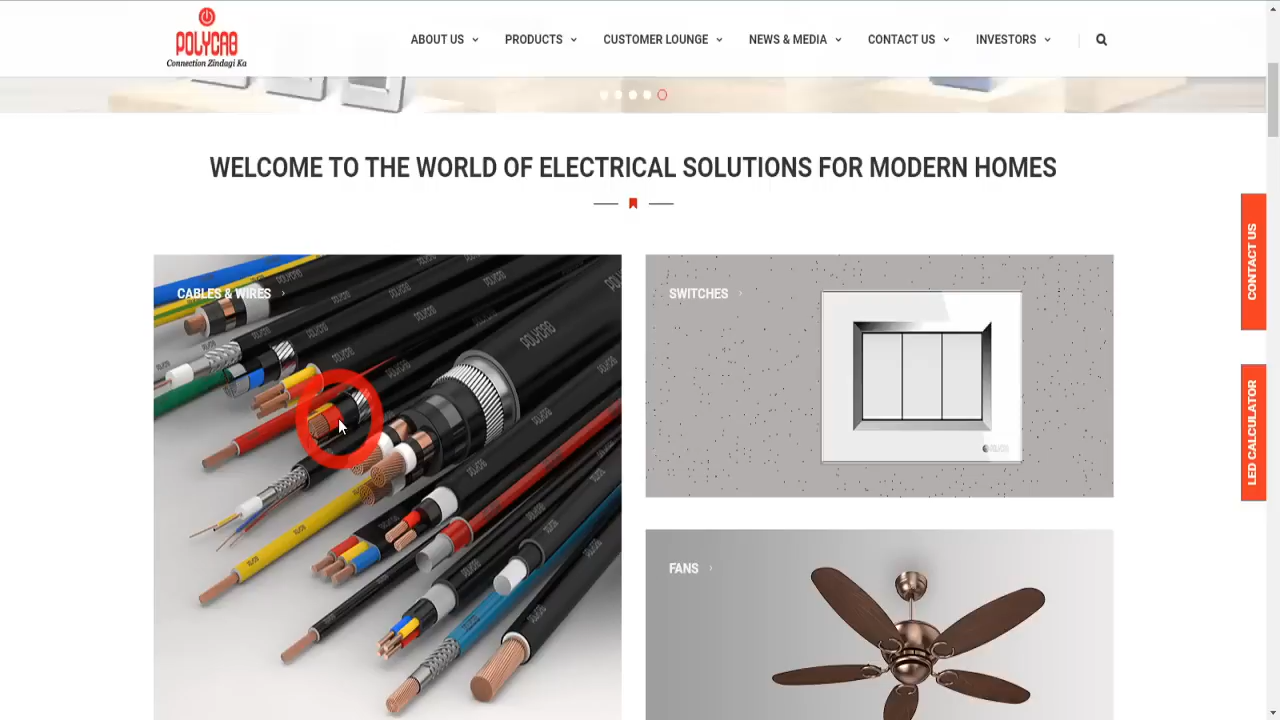 POLYCAB
Connection Zindagi Ka
ABOUT US
PRODUCTS
CUSTOMER LOUNGE
NEWS & MEDIA
CONTACT US
INVESTORS
WELCOME TO THE WORLD OF ELECTRICAL SOLUTIONS FOR MODERN HOMES
CABLES & WIRES
POLYCAB
SWITCHES
FANS
CONTACT US
LED CALCULATOR